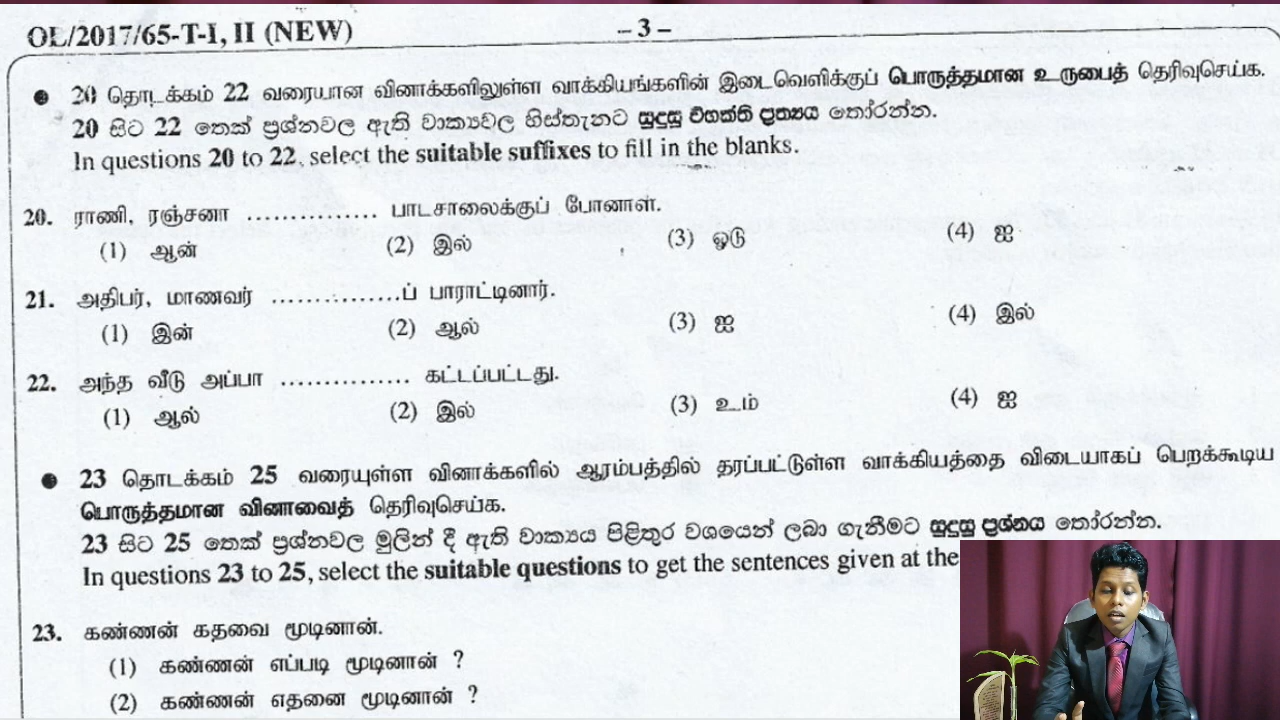 OL/2017/65-T-I, II (NEW) – 3 –
● 20 தொடக்கம் 22 வரையான வினாக்களிலுள்ள வாக்கியங்களின் இடைவெளிக்குப் பொருத்தமான உருபைத் தெரிவுசெய்க.
20 සිට 22 තෙක් ප්‍රශ්නවල ඇති වාක්‍යවල හිස්තැනට සුදුසු විභක්ති ප්‍රත්‍යය තෝරන්න.
In questions 20 to 22, select the suitable suffixes to fill in the blanks.
20. ராணி, ரஞ்சனா ............... பாடசாலைக்குப் போனாள்.
(1) ஆன் (2) இல் (3) ஓடு (4) ஐ
21. அதிபர், மாணவர் ...............ப் பாராட்டினார்.
(1) இன் (2) ஆல் (3) ஐ (4) இல்
22. அந்த வீடு அப்பா ............... கட்டப்பட்டது.
(1) ஆல் (2) இல் (3) உம் (4) ஐ
● 23 தொடக்கம் 25 வரையுள்ள வினாக்களில் ஆரம்பத்தில் தரப்பட்டுள்ள வாக்கியத்தை விடையாகப் பெறக்கூடிய
பொருத்தமான வினாவைத் தெரிவுசெய்க.
23 සිට 25 තෙක් ප්‍රශ්නවල මුලින් දී ඇති වාක්‍යය පිළිතුර වශයෙන් ලබා ගැනීමට සුදුසු ප්‍රශ්නය තෝරන්න.
In questions 23 to 25, select the suitable questions to get the sentences given at the
23. கண்ணன் கதவை மூடினான்.
(1) கண்ணன் எப்படி மூடினான் ?
(2) கண்ணன் எதனை மூடினான் ?